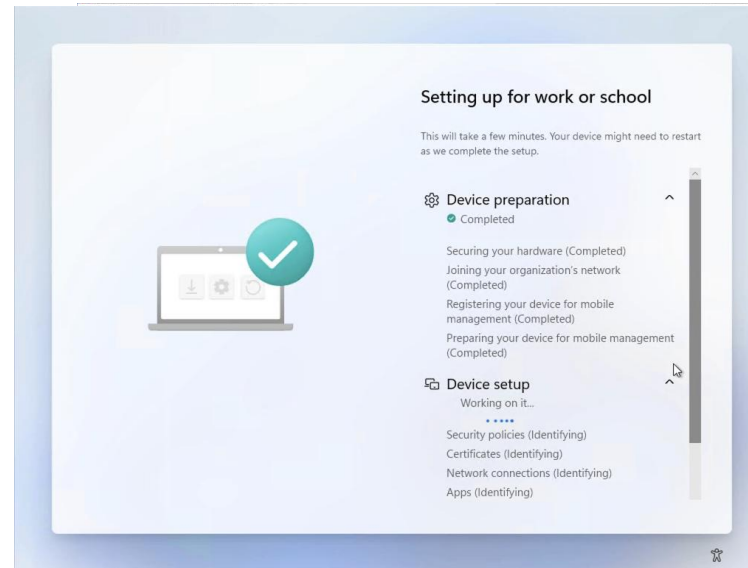 Setting up for work or school
This will take a few minutes. Your device might need to restart
as we complete the setup.
Device preparation
Completed
Securing your hardware (Completed)
Joining your organization's network
(Completed)
Registering your device for mobile
management (Completed)
Preparing your device for mobile management
(Completed)
Device setup
Working on it...
Security policies (Identifying)
Certificates (Identifying)
Network connections (Identifying)
Apps (Identifying)